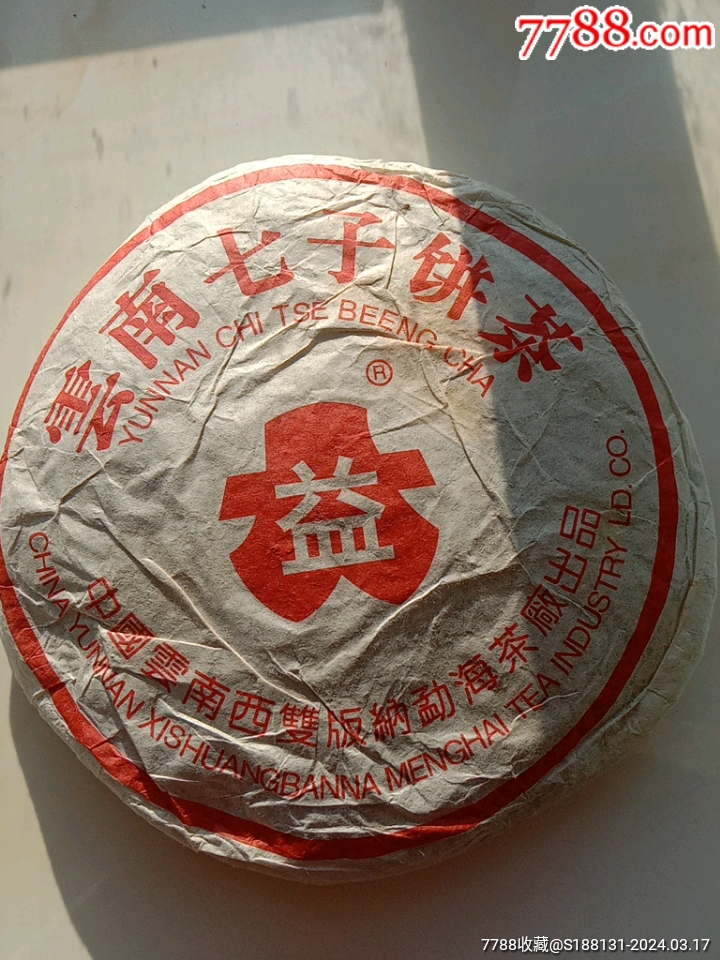 7788.com
雲南七子餅茶
YUNNAN CHI TSE BEENG CHA
®
益
中國雲南西雙版納勐海茶廠出品
CHINA YUNNAN XISHUANGBANNA MENGHAI TEA INDUSTRY LD CO.
7788收藏@S188131-2024.03.17